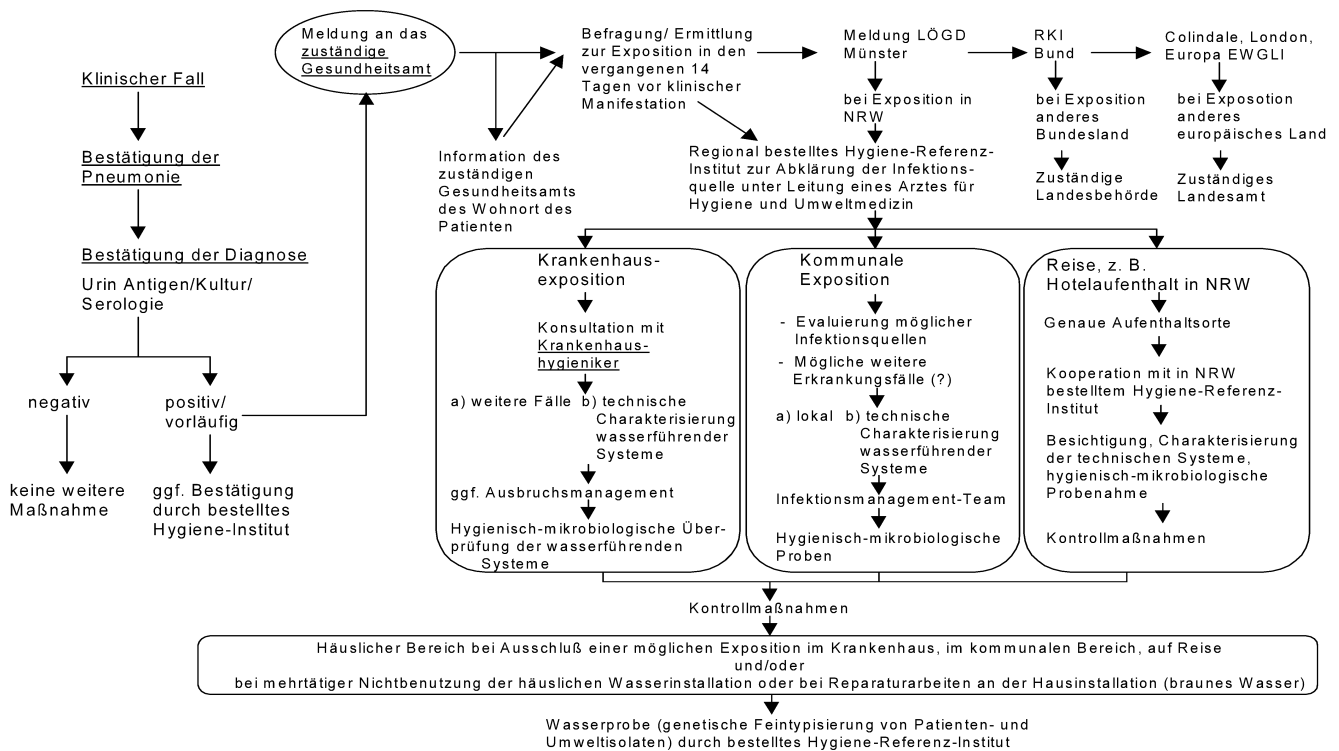 Klinischer Fall
Bestätigung der
Pneumonie
Bestätigung der Diagnose
Urin Antigen/Kultur/
Serologie
negativ
keine weitere
Maßnahme
positiv/
vorläufig
ggf. Bestätigung
durch bestelltes
Hygiene-Institut
Meldung an das
zuständige
Gesundheitsamt
Information des
zuständigen
Gesundheitsamts
des Wohnort des
Patienten
Befragung/ Ermittlung
zur Exposition in den
vergangenen 14
Tagen vor klinischer
Manifestation
Meldung LÖGD
Münster
bei Exposition in
NRW
Regional bestelltes Hygiene-Referenz-
Institut zur Abklärung der Infektions-
quelle unter Leitung eines Arztes für
Hygiene und Umweltmedizin
RKI
Bund
bei Exposition
anderes
Bundesland
Zuständige
Landesbehörde
Colindale, London,
Europa EWGLI
bei Exposotion
anderes
europäisches Land
Zuständiges
Landesamt
Krankenhaus-
exposition
Konsultation mit
Krankenhaus-
hygieniker
a) weitere Fälle b) technische
Charakterisierung
wasserführender
Systeme
ggf. Ausbruchsmanagement
Hygienisch-mikrobiologische Über-
prüfung der wasserführenden
Systeme
Kommunale
Exposition
- Evaluierung möglicher
Infektionsquellen
- Mögliche weitere
Erkrankungsfälle (?)
a) lokal b) technische
Charakterisierung
wasserführender
Systeme
Infektionsmanagement-Team
Hygienisch-mikrobiologische
Proben
Reise, z. B.
Hotelaufenthalt in NRW
Genaue Aufenthaltsorte
Kooperation mit in NRW
bestelltem Hygiene-Referenz-
Institut
Besichtigung, Charakterisierung
der technischen Systeme,
hygienisch-mikrobiologische
Probenahme
Kontrollmaßnahmen
Kontrollmaßnahmen
Häuslicher Bereich bei Ausschluß einer möglichen Exposition im Krankenhaus, im kommunalen Bereich, auf Reise
und/oder
bei mehrtätiger Nichtbenutzung der häuslichen Wasserinstallation oder bei Reparaturarbeiten an der Hausinstallation (braunes Wasser)
Wasserprobe (genetische Feintypisierung von Patienten- und
Umweltisolaten) durch bestelltes Hygiene-Referenz-Institut